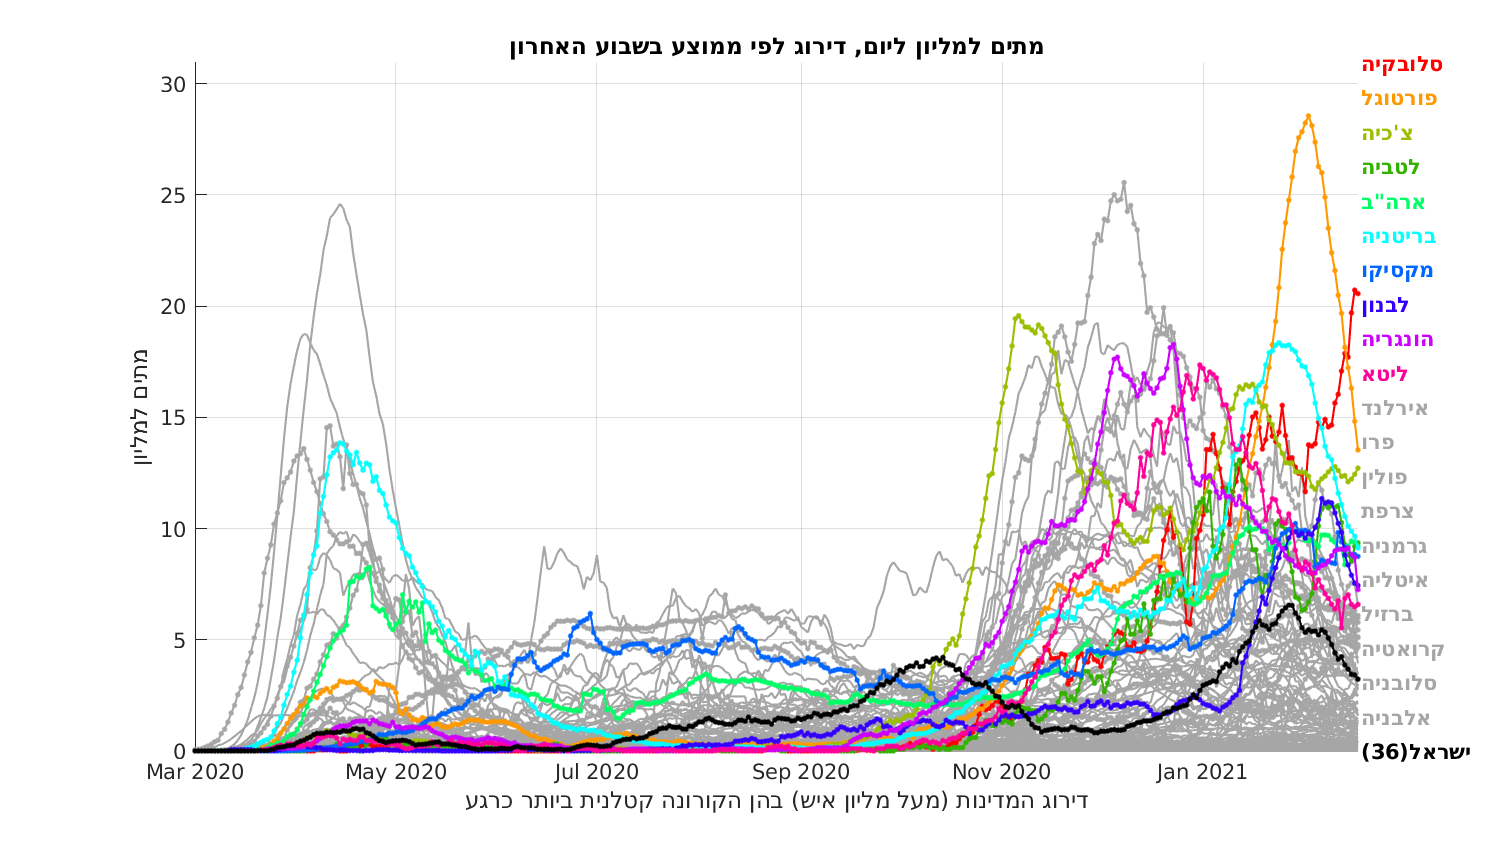 מתים למליון ליום, דירוג לפי ממוצע בשבוע האחרון
סלובקיה
פורטוגל
צ'כיה
לטביה
ארה"ב
בריטניה
מקסיקו
לבנון
הונגריה
ליטא
אירלנד
פרו
פולין
צרפת
גרמניה
איטליה
ברזיל
קרואטיה
סלובניה
אלבניה
ישראל(36)
מתים למליון
30
25
20
15
10
5
0
Mar 2020 May 2020 Jul 2020 Sep 2020 Nov 2020 Jan 2021
דירוג המדינות (מעל מליון איש) בהן הקורונה קטלנית ביותר כרגע